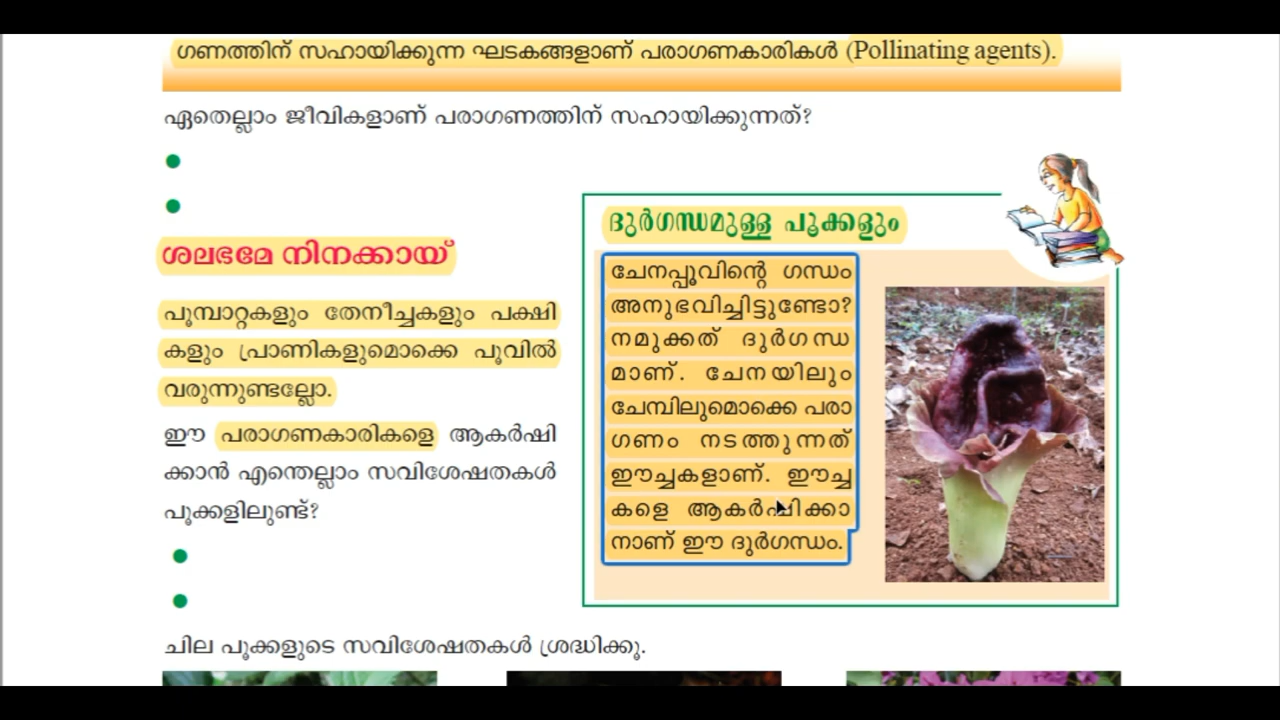 ഗണത്തിന് സഹായിക്കുന്ന ഘടകങ്ങളാണ് പരാഗണകാരികൾ (Pollinating agents).
ഏതെല്ലാം ജീവികളാണ് പരാഗണത്തിന് സഹായിക്കുന്നത്?
ശലഭമേ നിനക്കായ്
പൂമ്പാറ്റകളും തേനീച്ചകളും പക്ഷി
കളും പ്രാണികളുമൊക്കെ പൂവിൽ
വരുന്നുണ്ടല്ലോ.
ഈ പരാഗണകാരികളെ ആകർഷി
ക്കാൻ എന്തെല്ലാം സവിശേഷതകൾ
പൂക്കളിലുണ്ട്?
ദുർഗന്ധമുള്ള പൂക്കളും
ചേനപ്പൂവിന്റെ ഗന്ധം
അനുഭവിച്ചിട്ടുണ്ടോ?
നമുക്കത് ദുർഗന്ധ
മാണ്. ചേനയിലും
ചേമ്പിലുമൊക്കെ പരാ
ഗണം നടത്തുന്നത്
ഈച്ചകളാണ്. ഈച്ച
കളെ ആകർഷിക്കാ
നാണ് ഈ ദുർഗന്ധം.
ചില പൂക്കളുടെ സവിശേഷതകൾ ശ്രദ്ധിക്കൂ.